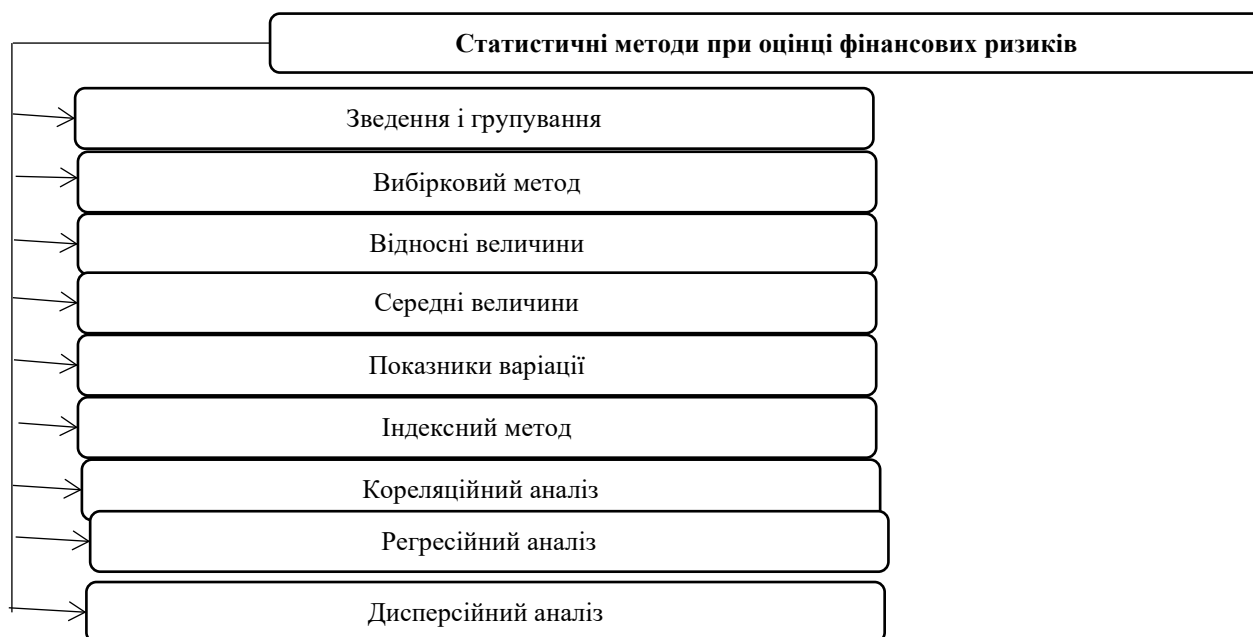 Статистичні методи при оцінці фінансових ризиків
Зведення і групування
Вибірковий метод
Відносні величини
Середні величини
Показники варіації
Індексний метод
Кореляційний аналіз
Регресійний аналіз
Дисперсійний аналіз